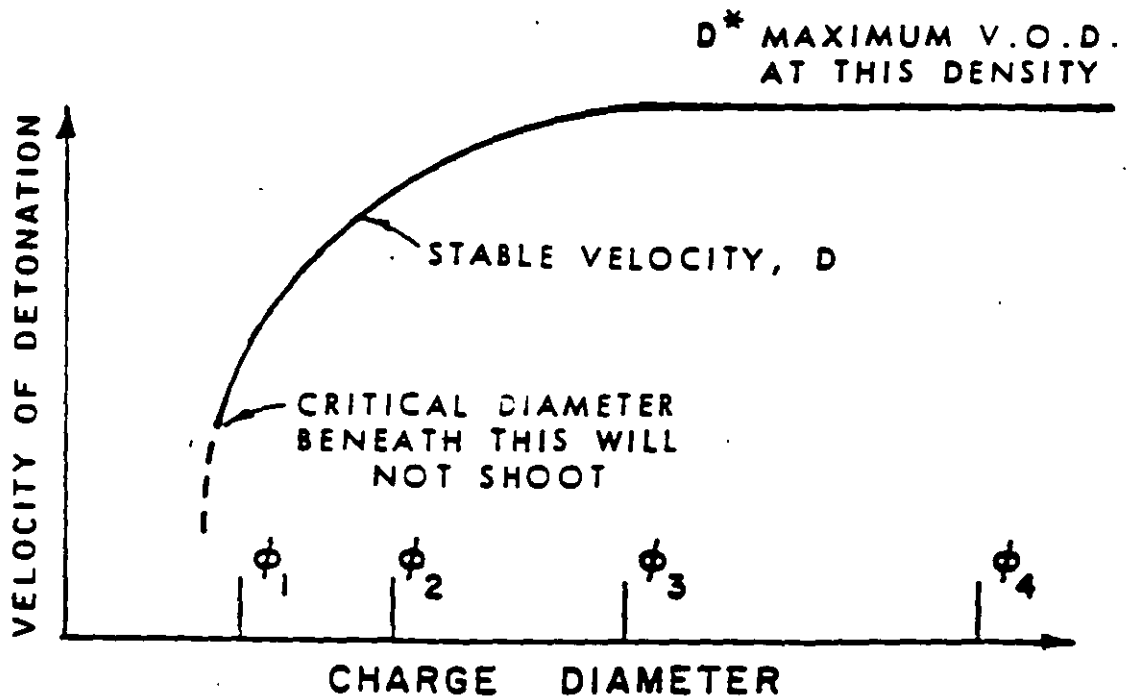 D* MAXIMUM V.O.D.
AT THIS DENSITY
VELOCITY OF DETONATION
STABLE VELOCITY, D
CRITICAL DIAMETER
BENEATH THIS WILL
NOT SHOOT
ϕ1 ϕ2 ϕ3 ϕ4
CHARGE DIAMETER